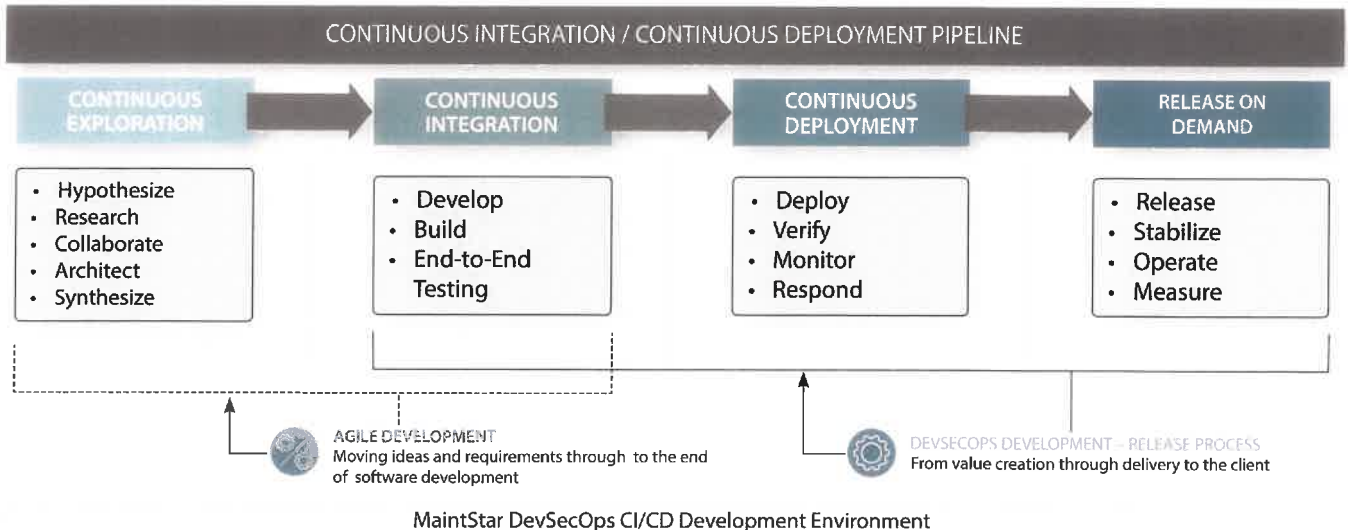 CONTINUOUS INTEGRATION / CONTINUOUS DEPLOYMENT PIPELINE
CONTINUOUS
EXPLORATION
CONTINUOUS
INTEGRATION
CONTINUOUS
DEPLOYMENT
RELEASE ON
DEMAND
• Hypothesize
• Research
• Collaborate
• Architect
• Synthesize
• Develop
• Build
• End-to-End
Testing
• Deploy
• Verify
• Monitor
• Respond
• Release
• Stabilize
• Operate
• Measure
AGILE DEVELOPMENT
Moving ideas and requirements through to the end
of software development
DEVSECOPS DEVELOPMENT – RELEASE PROCESS
From value creation through delivery to the client
MaintStar DevSecOps CI/CD Development Environment